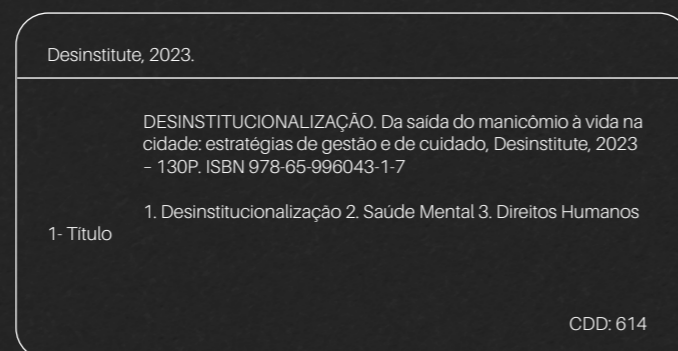 Desinstitute, 2023.
DESINSTITUCIONALIZAÇÃO. Da saída do manicômio à vida na
cidade: estratégias de gestão e de cuidado, Desinstitute, 2023
– 130P. ISBN 978-65-996043-1-7
1. Desinstitucionalização 2. Saúde Mental 3. Direitos Humanos
1- Título
CDD: 614